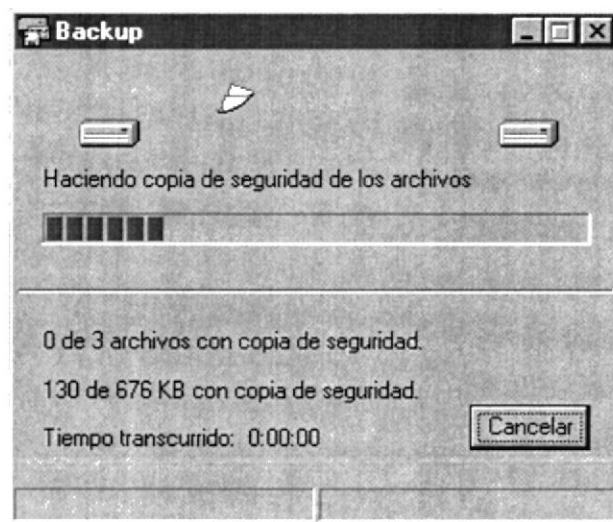 Backup
Haciendo copia de seguridad de los archivos
0 de 3 archivos con copia de seguridad.
130 de 676 KB con copia de seguridad.
Tiempo transcurrido: 0:00:00
Cancelar